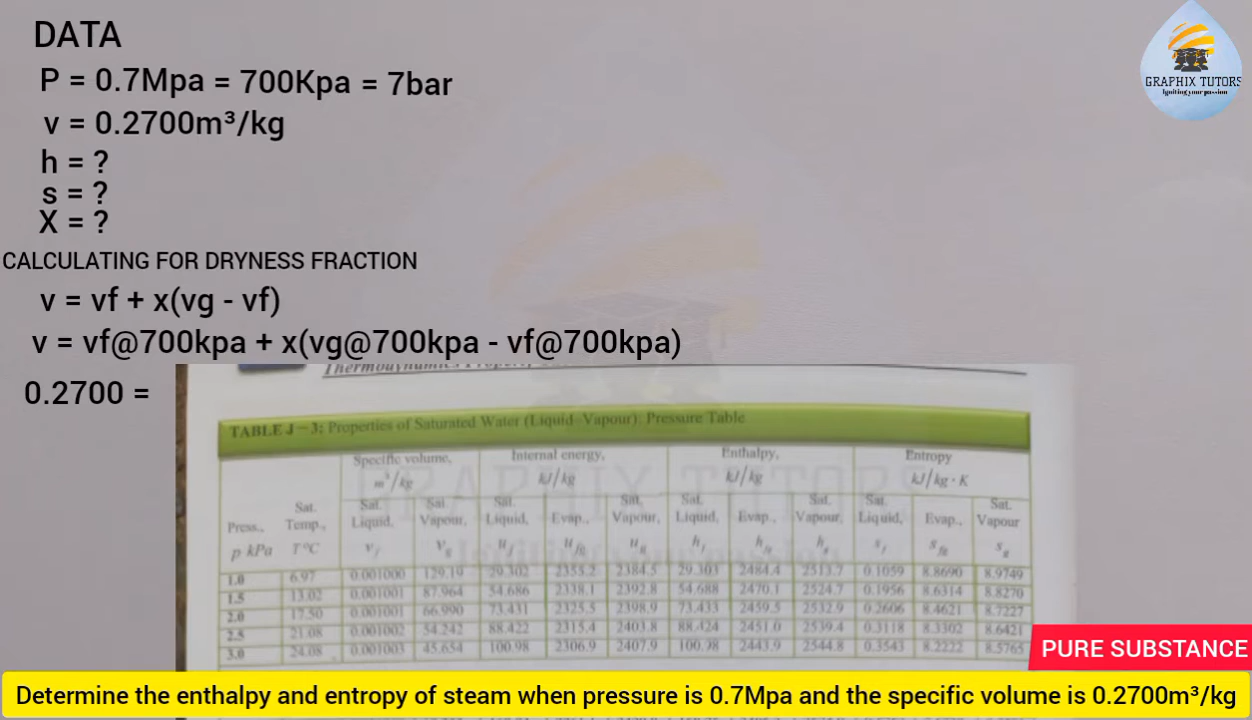 DATA
P = 0.7Mpa = 700Kpa = 7bar
v = 0.2700m³/kg
h = ?
s = ?
X = ?
CALCULATING FOR DRYNESS FRACTION
v = vf + x(vg - vf)
v = vf@700kpa + x(vg@700kpa - vf@700kpa)
0.2700 =
GRAPHIX TUTORS
Igniting your passion
TABLE J-3: Properties of Saturated Water (Liquid-Vapour): Pressure Table
Specific volume, Internal energy, Enthalpy, Entropy
m³/kg kJ/kg kJ/kg kJ/kg·K
Sat. Sat. Sat. Sat. Sat. Sat. Sat. Sat. Sat.
Press., Temp., Liquid, Vapour, Liquid, Evap., Vapour, Liquid, Evap., Vapour, Liquid, Evap., Vapour
p kPa T°C vf vg uf ufg ug hf hfg hg sf sfg sg
1.0 6.97 0.001000 129.19 29.302 2355.2 2384.5 29.303 2484.4 2513.7 0.1059 8.8690 8.9749
1.5 13.02 0.001001 87.964 54.686 2338.1 2392.8 54.688 2470.1 2524.7 0.1956 8.6314 8.8270
2.0 17.50 0.001001 66.990 73.431 2325.5 2398.9 73.433 2459.5 2532.9 0.2606 8.4621 8.7227
2.5 21.08 0.001002 54.242 88.422 2315.4 2403.8 88.424 2451.0 2539.4 0.3118 8.3302 8.6421
3.0 24.08 0.001003 45.654 100.98 2306.9 2407.9 100.98 2443.9 2544.8 0.3543 8.2222 8.5765
PURE SUBSTANCE
Determine the enthalpy and entropy of steam when pressure is 0.7Mpa and the specific volume is 0.2700m³/kg